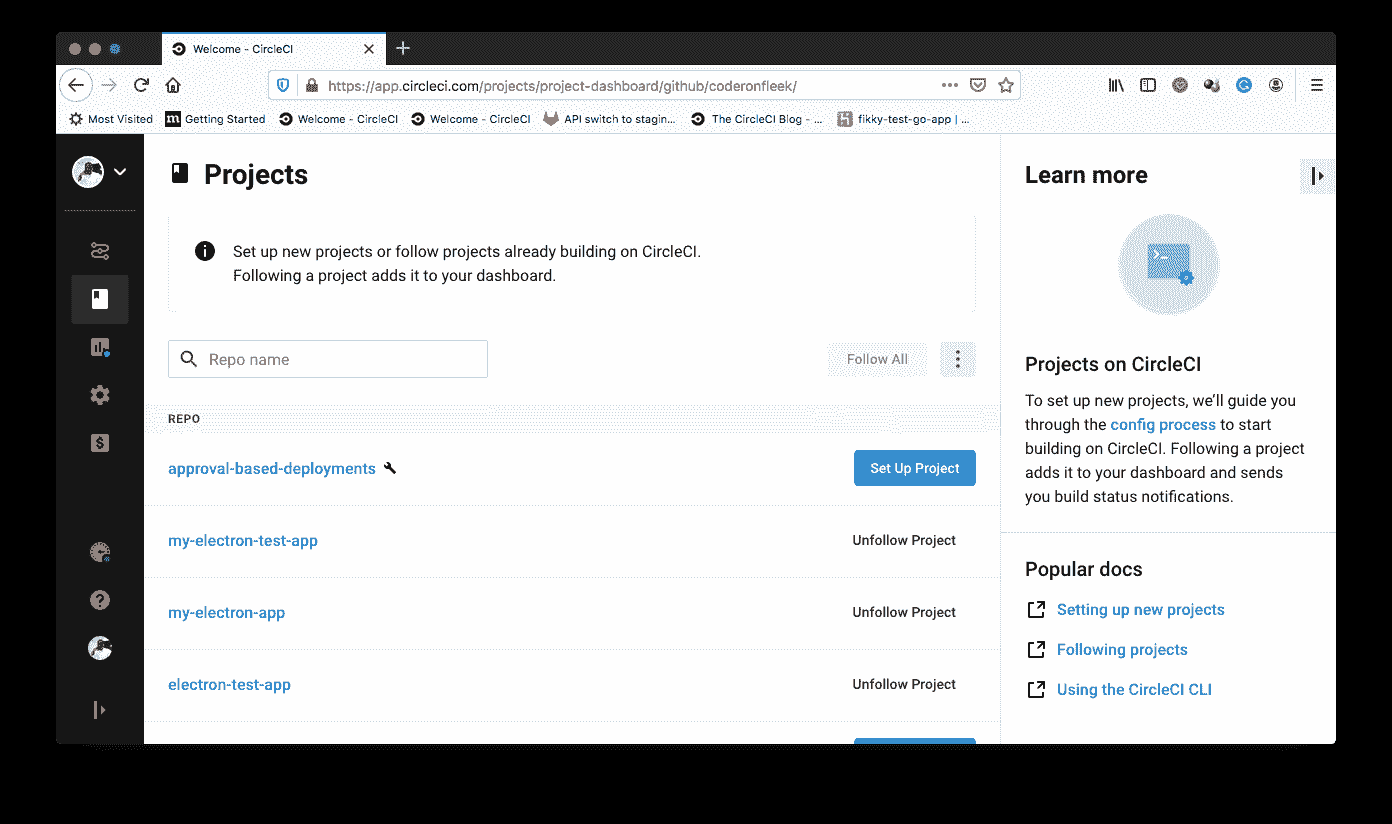 Welcome - CircleCI
https://app.circleci.com/projects/project-dashboard/github/coderonfleek/
Most Visited
Getting Started
Welcome - CircleCI
Welcome - CircleCI
API switch to stagin...
The CircleCI Blog - ...
fikky-test-go-app | ...
Projects
Set up new projects or follow projects already building on CircleCI.
Following a project adds it to your dashboard.
Repo name
Follow All
REPO
approval-based-deployments
Set Up Project
my-electron-test-app
Unfollow Project
my-electron-app
Unfollow Project
electron-test-app
Unfollow Project
Learn more
Projects on CircleCI
To set up new projects, we'll guide you
through the config process to start
building on CircleCI. Following a project
adds it to your dashboard and sends
you build status notifications.
Popular docs
Setting up new projects
Following projects
Using the CircleCI CLI